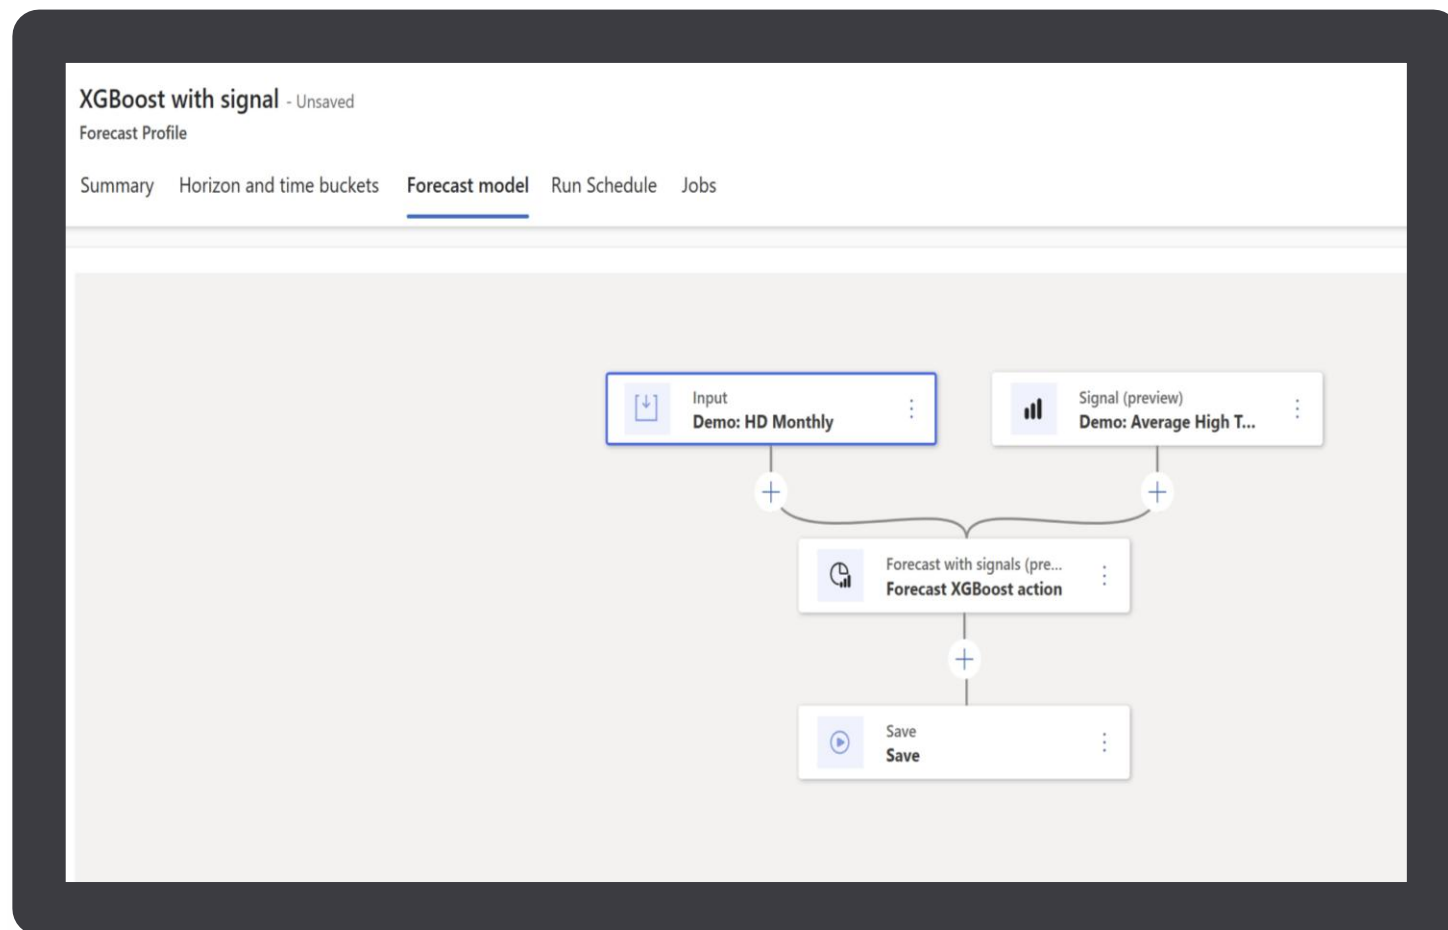 XGBoost with signal - Unsaved
Forecast Profile
Summary Horizon and time buckets Forecast model Run Schedule Jobs
Input
Demo: HD Monthly
Signal (preview)
Demo: Average High T...
Forecast with signals (pre...
Forecast XGBoost action
Save
Save